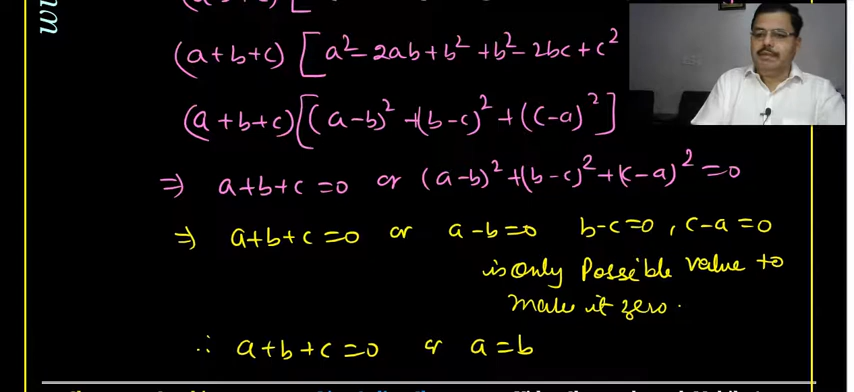 (a+b+c) [
(a+b+c) [a² – 2ab + b² + b² – 2bc + c²
(a+b+c) [(a–b)² + (b–c)² + (c–a)²]
⇒ a+b+c = 0 or (a–b)² + (b–c)² + (c–a)² = 0
⇒ a+b+c = 0 or a–b = 0 b–c = 0, c–a = 0
is only Possible value to
make it zero.
∴ a+b+c = 0 or a = b